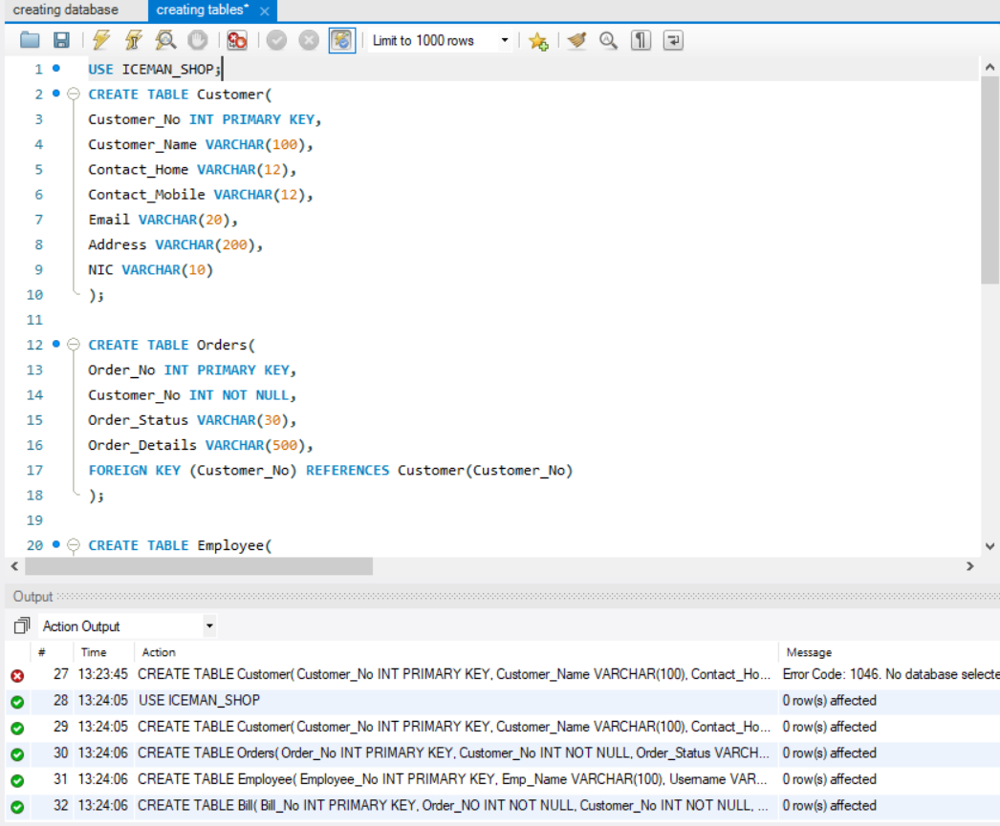 creating database
creating tables*
Limit to 1000 rows
1 USE ICEMAN_SHOP;
2 CREATE TABLE Customer(
3 Customer_No INT PRIMARY KEY,
4 Customer_Name VARCHAR(100),
5 Contact_Home VARCHAR(12),
6 Contact_Mobile VARCHAR(12),
7 Email VARCHAR(20),
8 Address VARCHAR(200),
9 NIC VARCHAR(10)
10 );
11
12 CREATE TABLE Orders(
13 Order_No INT PRIMARY KEY,
14 Customer_No INT NOT NULL,
15 Order_Status VARCHAR(30),
16 Order_Details VARCHAR(500),
17 FOREIGN KEY (Customer_No) REFERENCES Customer(Customer_No)
18 );
19
20 CREATE TABLE Employee(
Output
Action Output
# Time Action Message
27 13:23:45 CREATE TABLE Customer( Customer_No INT PRIMARY KEY, Customer_Name VARCHAR(100), Contact_Ho... Error Code: 1046. No database selecte
28 13:24:05 USE ICEMAN_SHOP 0 row(s) affected
29 13:24:05 CREATE TABLE Customer( Customer_No INT PRIMARY KEY, Customer_Name VARCHAR(100), Contact_Ho... 0 row(s) affected
30 13:24:06 CREATE TABLE Orders( Order_No INT PRIMARY KEY, Customer_No INT NOT NULL, Order_Status VARCH... 0 row(s) affected
31 13:24:06 CREATE TABLE Employee( Employee_No INT PRIMARY KEY, Emp_Name VARCHAR(100), Username VAR... 0 row(s) affected
32 13:24:06 CREATE TABLE Bill( Bill_No INT PRIMARY KEY, Order_NO INT NOT NULL, Customer_No INT NOT NULL, ... 0 row(s) affected